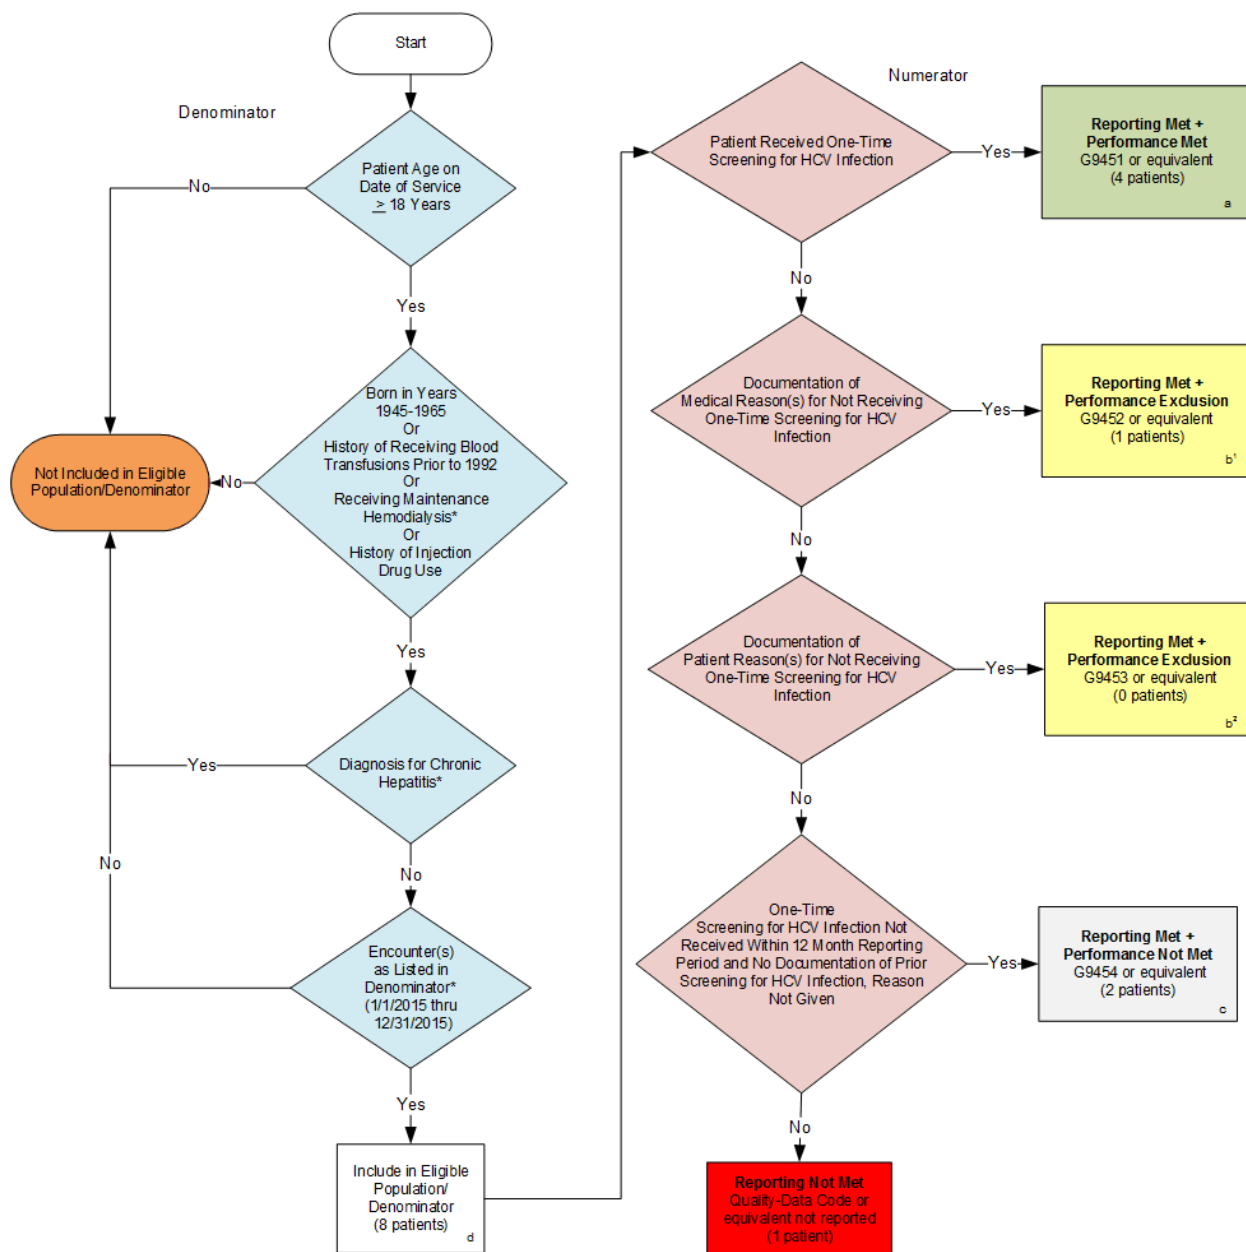 Start
Denominator
Patient Age on
Date of Service
≥ 18 Years
No
Yes
Born in Years
1945-1965
Or
History of Receiving Blood
Transfusions Prior to 1992
Or
Receiving Maintenance
Hemodialysis*
Or
History of Injection
Drug Use
No
Not Included in Eligible
Population/Denominator
Yes
Diagnosis for Chronic
Hepatitis*
Yes
No
Encounter(s)
as Listed in
Denominator*
(1/1/2015 thru
12/31/2015)
No
Yes
Include in Eligible
Population/
Denominator
(8 patients)
d
Numerator
Patient Received One-Time
Screening for HCV Infection
Yes
Reporting Met +
Performance Met
G9451 or equivalent
(4 patients)
a
No
Documentation of
Medical Reason(s) for Not Receiving
One-Time Screening for HCV
Infection
Yes
Reporting Met +
Performance Exclusion
G9452 or equivalent
(1 patients)
b¹
No
Documentation of
Patient Reason(s) for Not Receiving
One-Time Screening for HCV
Infection
Yes
Reporting Met +
Performance Exclusion
G9453 or equivalent
(0 patients)
b²
No
One-Time
Screening for HCV Infection Not
Received Within 12 Month Reporting
Period and No Documentation of Prior
Screening for HCV Infection, Reason
Not Given
Yes
Reporting Met +
Performance Not Met
G9454 or equivalent
(2 patients)
c
No
Reporting Not Met
Quality-Data Code or
equivalent not reported
(1 patient)